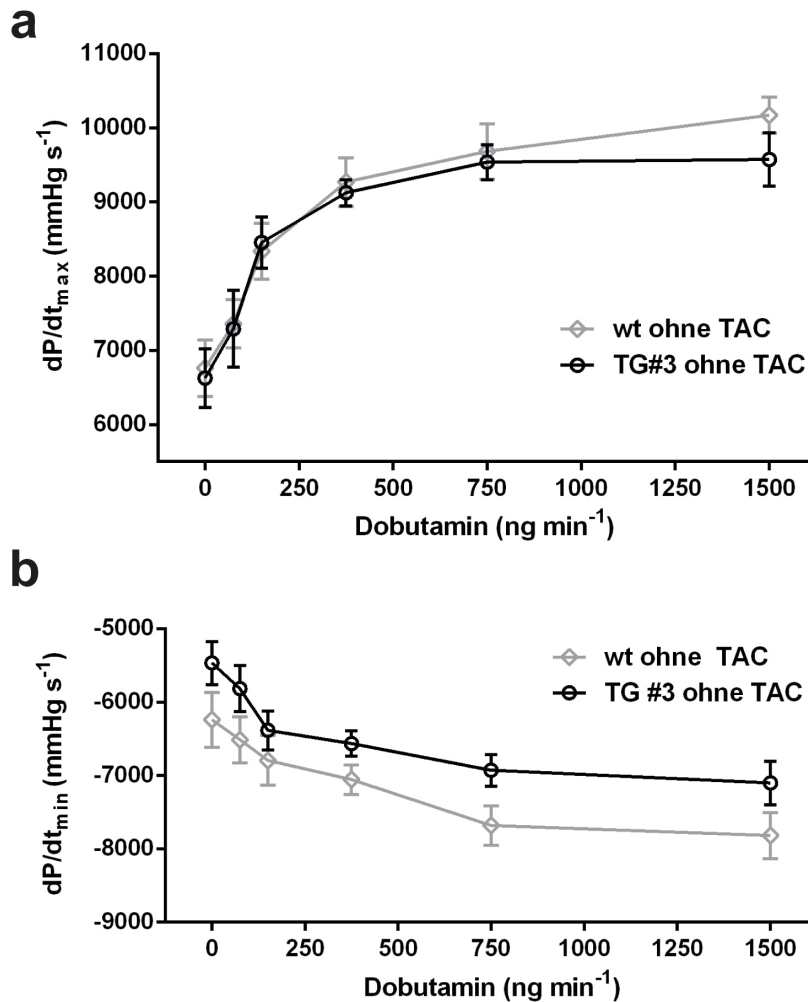 a
dP/dtmax (mmHg s-1)
11000
10000
9000
8000
7000
6000
wt ohne TAC
TG#3 ohne TAC
0 250 500 750 1000 1250 1500
Dobutamin (ng min-1)
b
dP/dtmin (mmHg s-1)
-5000
-6000
-7000
-8000
-9000
wt ohne TAC
TG #3 ohne TAC
0 250 500 750 1000 1250 1500
Dobutamin (ng min-1)